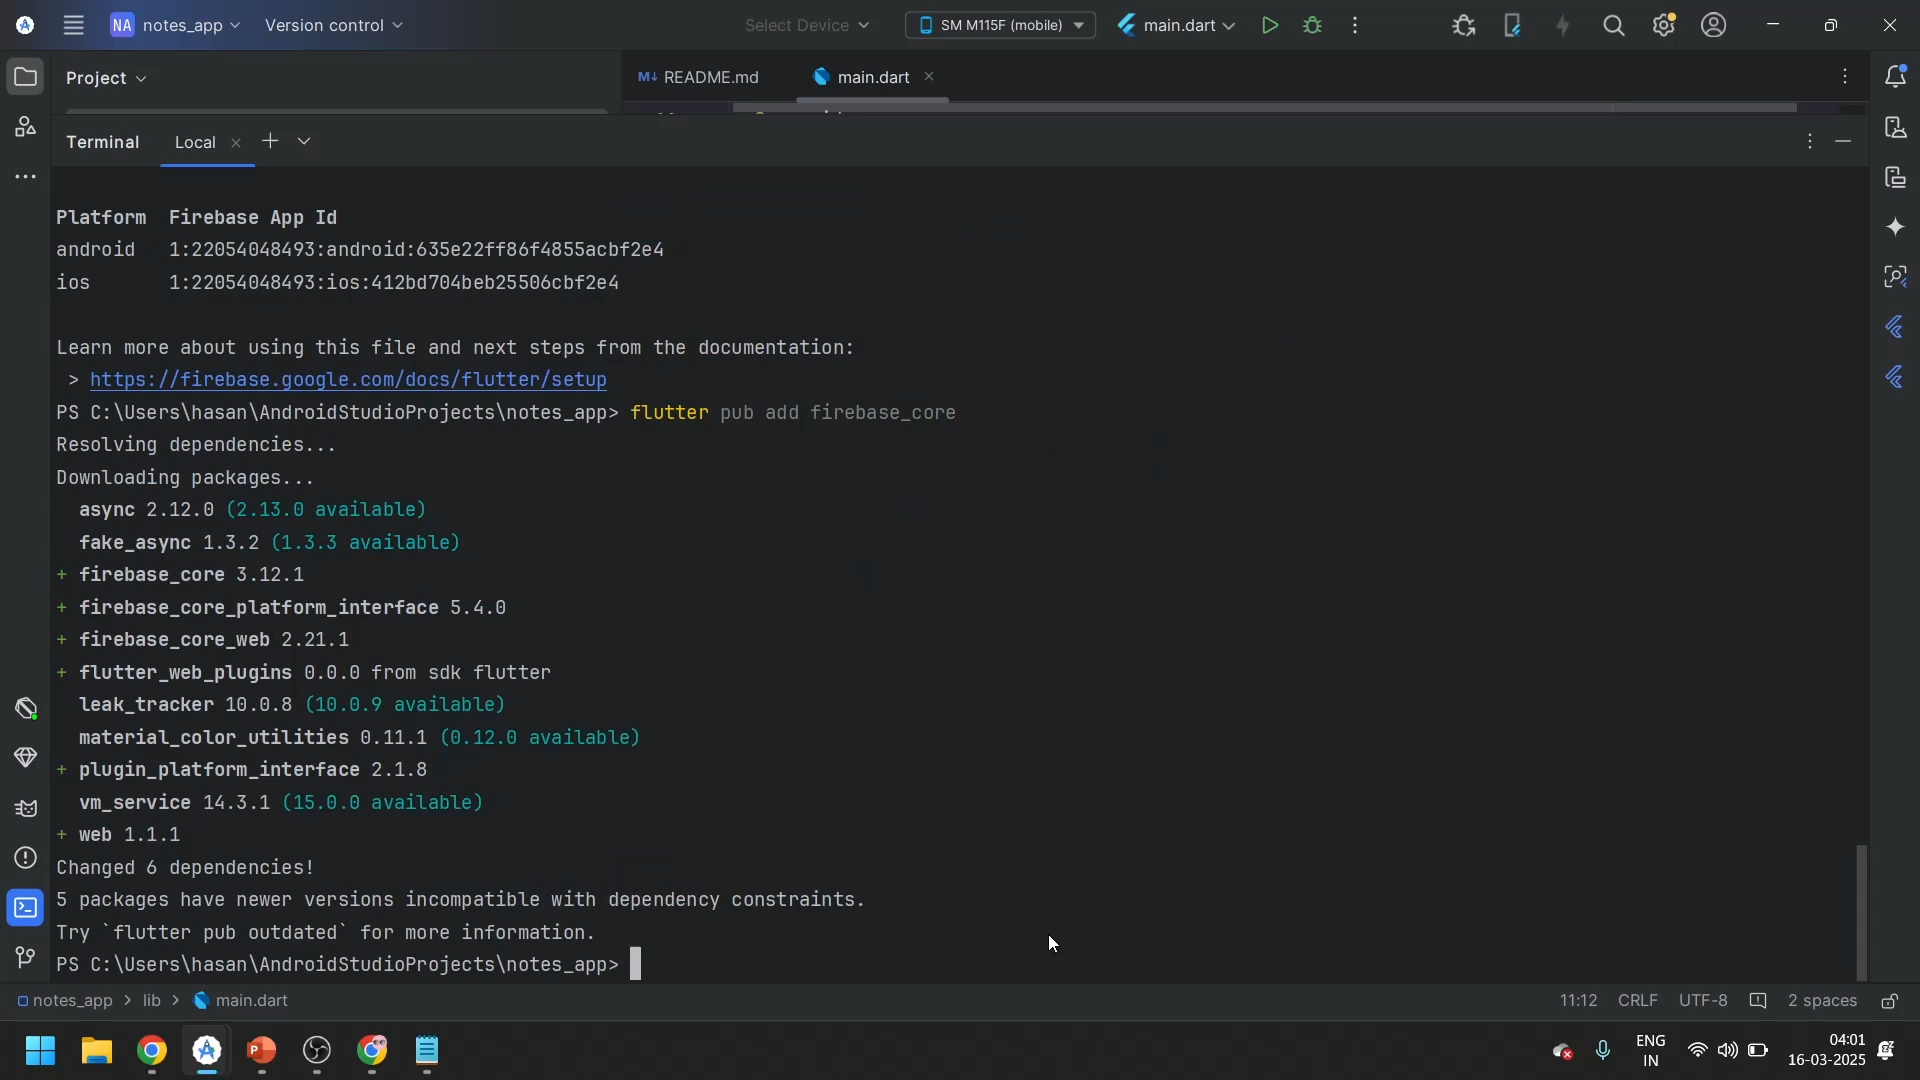 NA notes_app
Version control
Select Device
SM M115F (mobile)
main.dart
Project
M↓ README.md
main.dart
Terminal
Local
Platform  Firebase App Id
android   1:22054048493:android:635e22ff86f4855acbf2e4
ios       1:22054048493:ios:412bd704beb25506cbf2e4
Learn more about using this file and next steps from the documentation:
 > https://firebase.google.com/docs/flutter/setup
PS C:\Users\hasan\AndroidStudioProjects\notes_app> flutter pub add firebase_core
Resolving dependencies...
Downloading packages...
  async 2.12.0 (2.13.0 available)
  fake_async 1.3.2 (1.3.3 available)
+ firebase_core 3.12.1
+ firebase_core_platform_interface 5.4.0
+ firebase_core_web 2.21.1
+ flutter_web_plugins 0.0.0 from sdk flutter
  leak_tracker 10.0.8 (10.0.9 available)
  material_color_utilities 0.11.1 (0.12.0 available)
+ plugin_platform_interface 2.1.8
  vm_service 14.3.1 (15.0.0 available)
+ web 1.1.1
Changed 6 dependencies!
5 packages have newer versions incompatible with dependency constraints.
Try `flutter pub outdated` for more information.
PS C:\Users\hasan\AndroidStudioProjects\notes_app>
notes_app > lib > main.dart
11:12 CRLF UTF-8 2 spaces
ENG
IN
04:01
16-03-2025